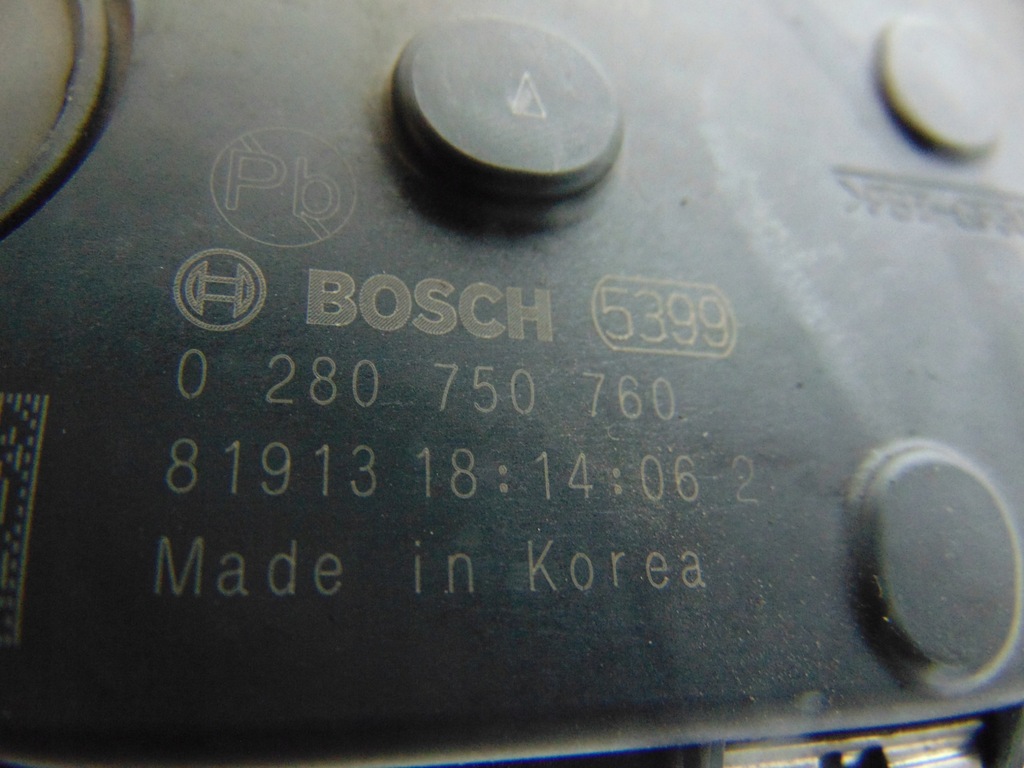 Pb
BOSCH 5399
0 280 750 760
81913 18:14:06 2
Made in Korea